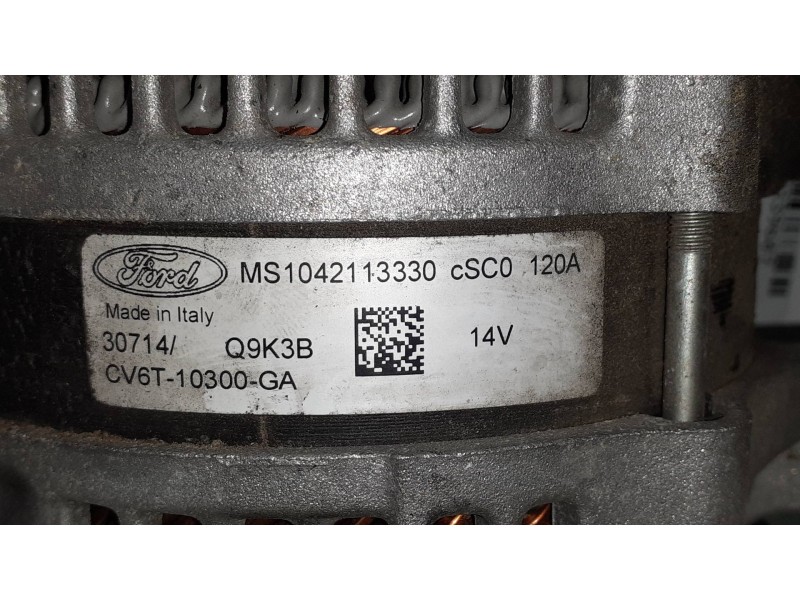 Ford MS1042113330 cSC0 120A
Made in Italy
30714/ Q9K3B 14V
CV6T-10300-GA